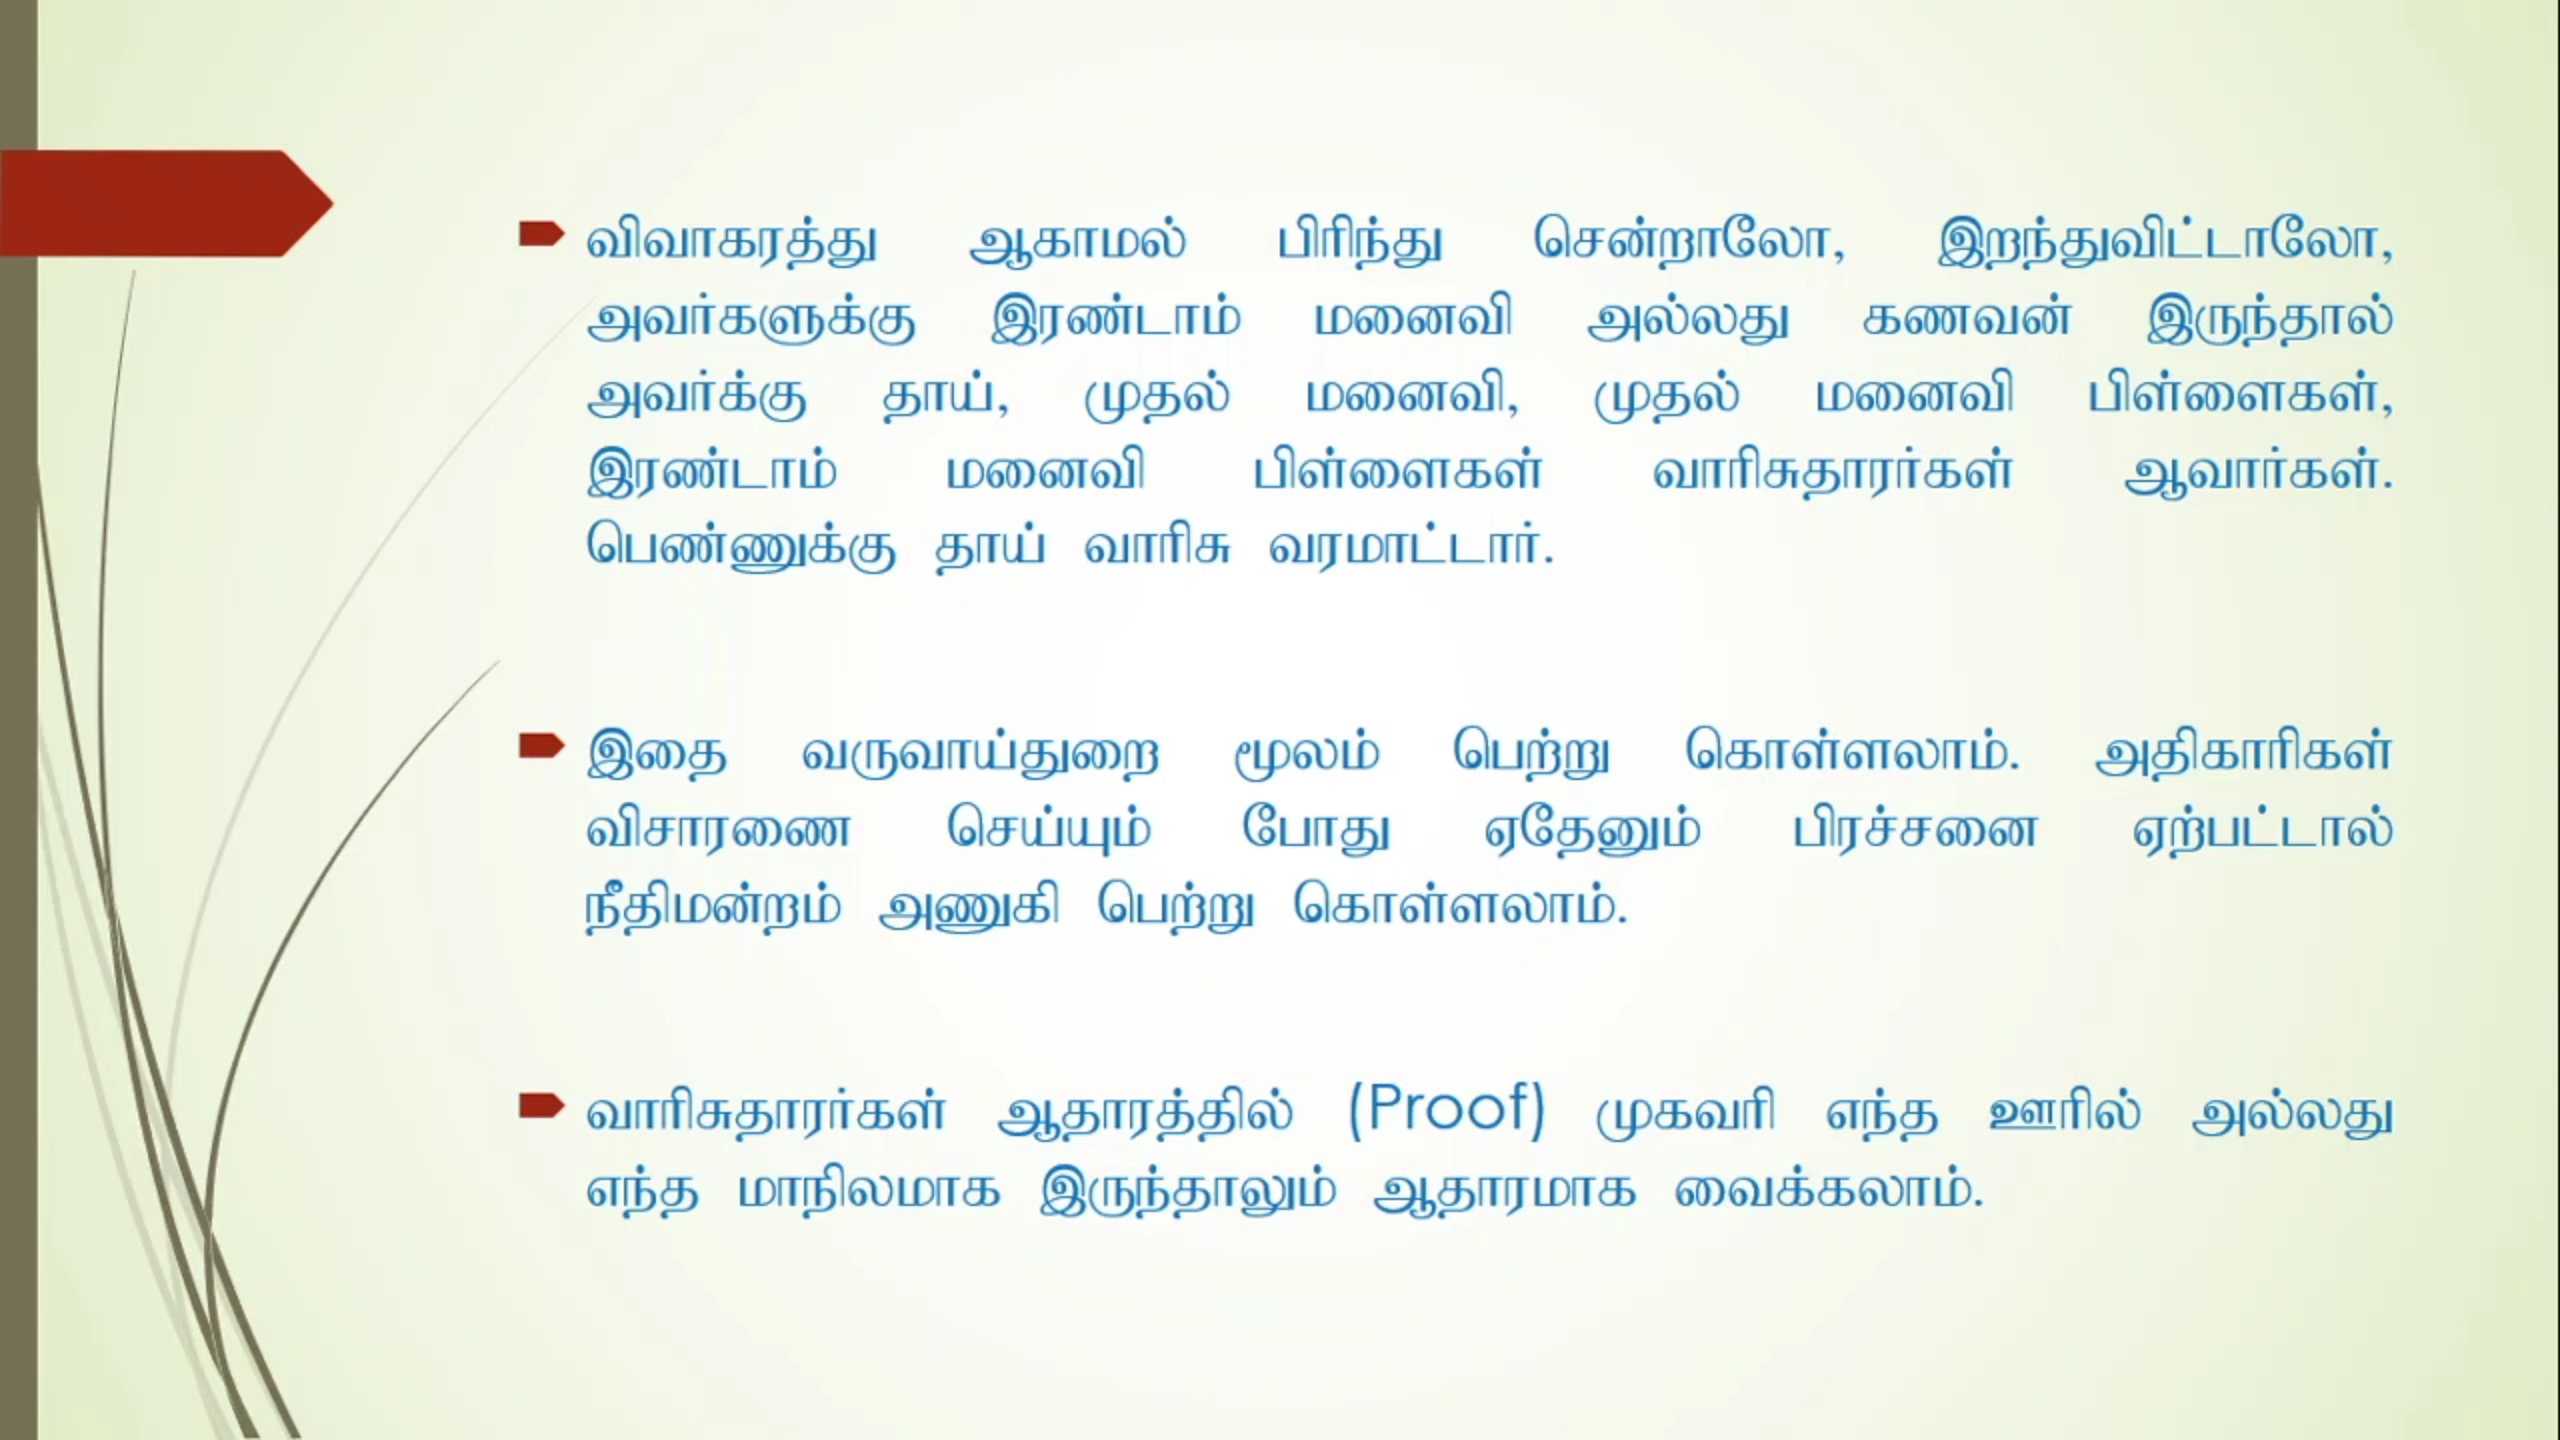 விவாகரத்து ஆகாமல் பிரிந்து சென்றாலோ, இறந்துவிட்டாலோ,
அவர்களுக்கு இரண்டாம் மனைவி அல்லது கணவன் இருந்தால்
அவர்க்கு தாய், முதல் மனைவி, முதல் மனைவி பிள்ளைகள்,
இரண்டாம் மனைவி பிள்ளைகள் வாரிசுதாரர்கள் ஆவார்கள்.
பெண்ணுக்கு தாய் வாரிசு வரமாட்டார்.
இதை வருவாய்துறை மூலம் பெற்று கொள்ளலாம். அதிகாரிகள்
விசாரணை செய்யும் போது ஏதேனும் பிரச்சனை ஏற்பட்டால்
நீதிமன்றம் அணுகி பெற்று கொள்ளலாம்.
வாரிசுதாரர்கள் ஆதாரத்தில் (Proof) முகவரி எந்த ஊரில் அல்லது
எந்த மாநிலமாக இருந்தாலும் ஆதாரமாக வைக்கலாம்.